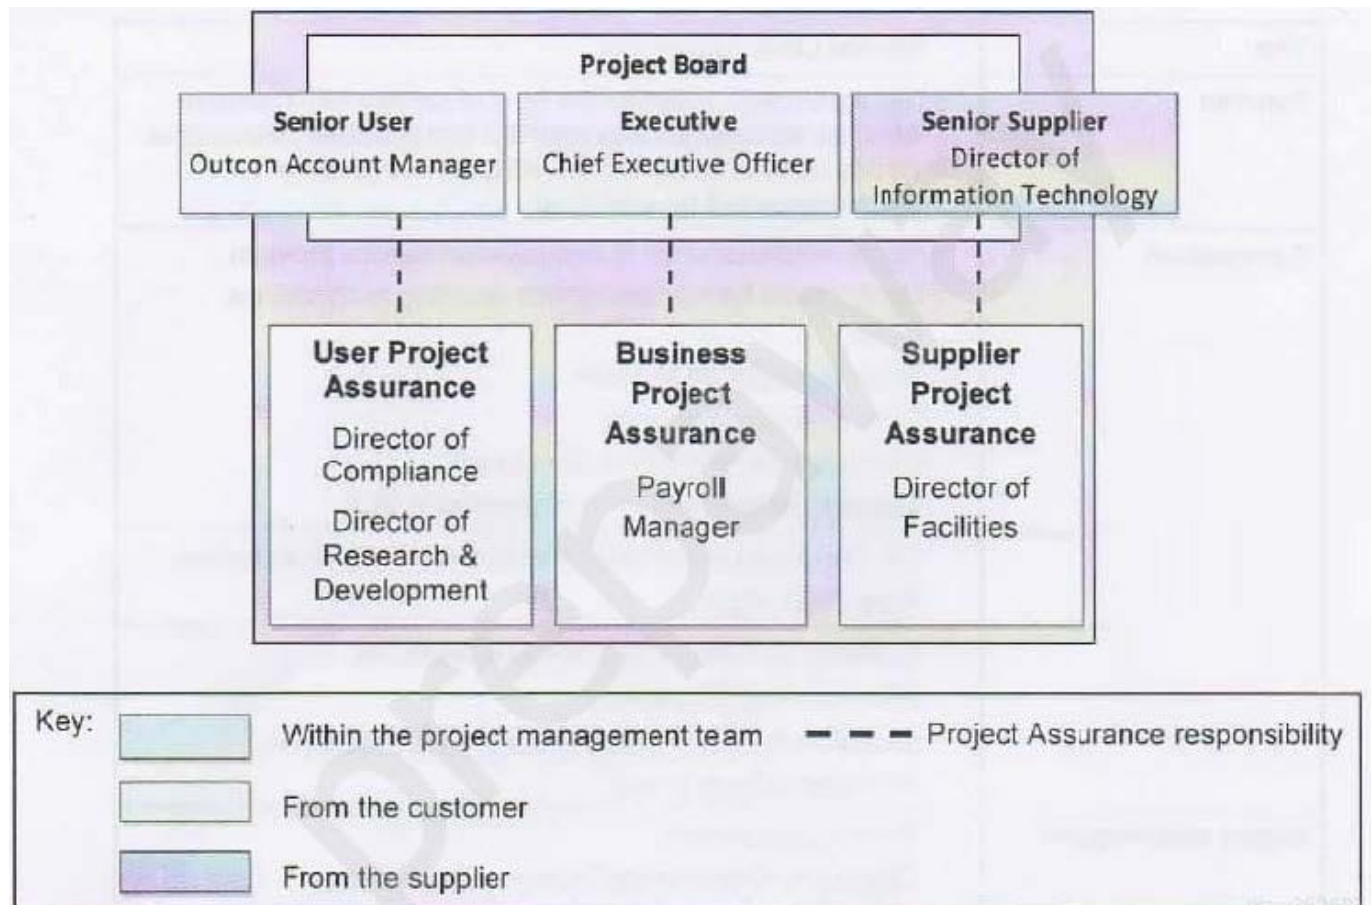 Project Board
Senior User
Outcon Account Manager
Executive
Chief Executive Officer
Senior Supplier
Director of
Information Technology
User Project
Assurance
Director of
Compliance
Director of
Research &
Development
Business
Project
Assurance
Payroll
Manager
Supplier
Project
Assurance
Director of
Facilities
Key:
Within the project management team
Project Assurance responsibility
From the customer
From the supplier